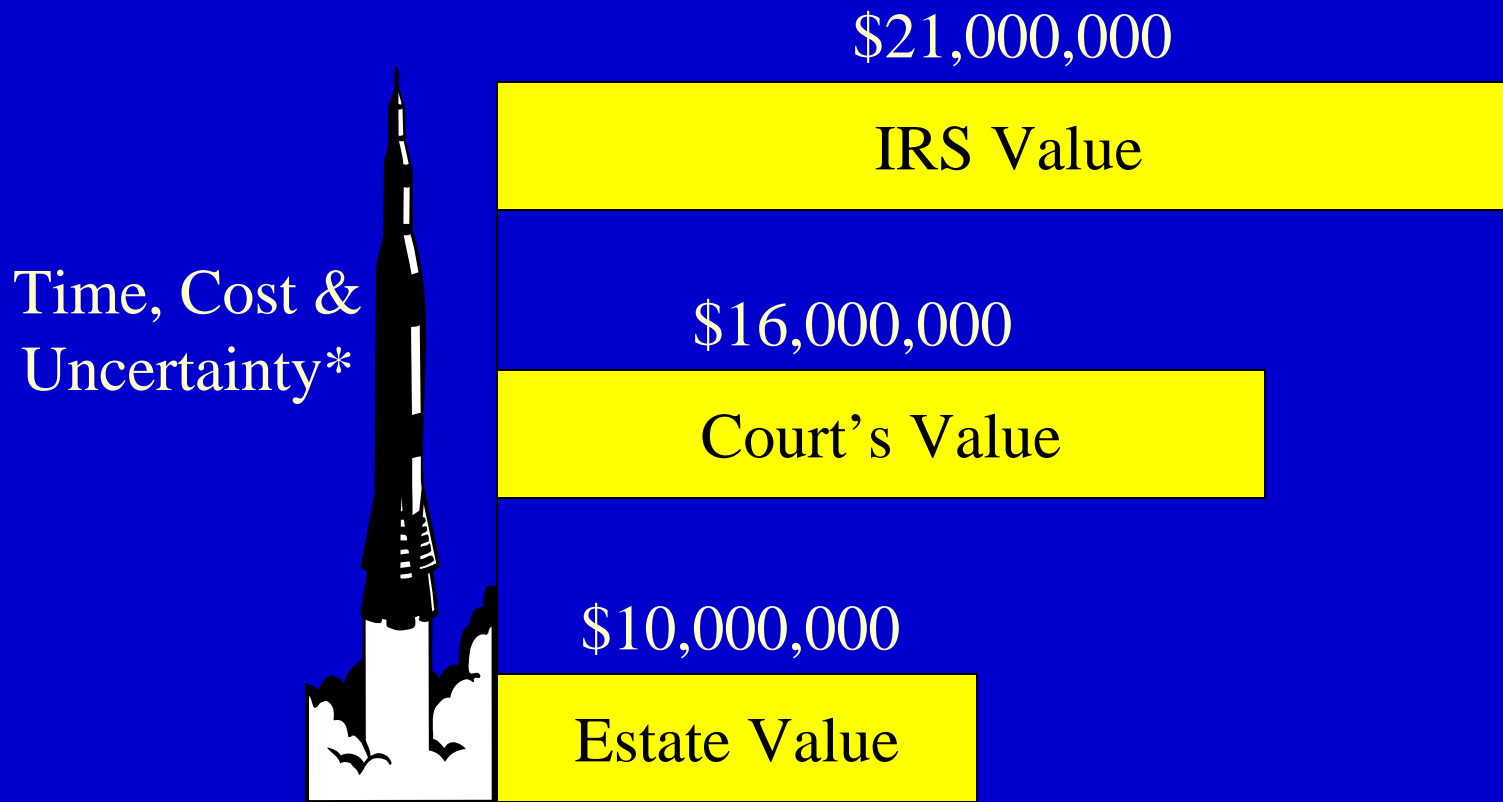 $21,000,000
IRS Value
Time, Cost &
Uncertainty*
$16,000,000
Court’s Value
$10,000,000
Estate Value